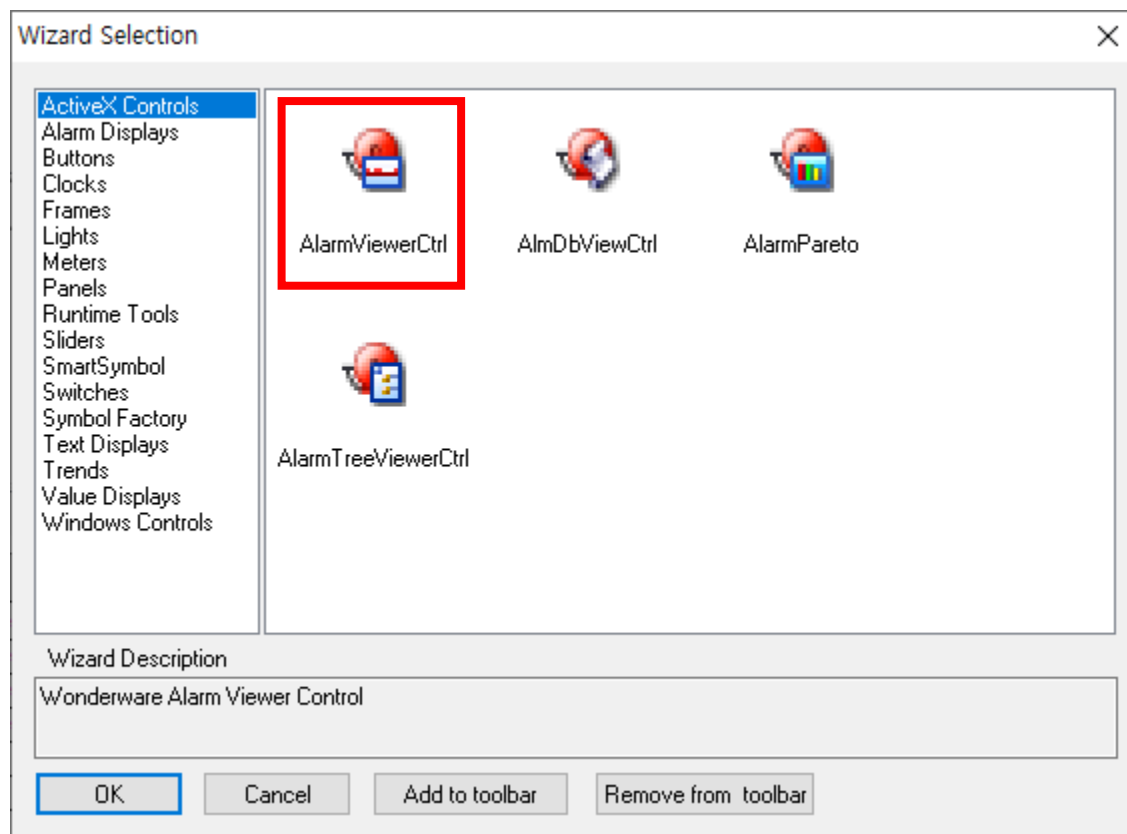 Wizard Selection
ActiveX Controls
Alarm Displays
Buttons
Clocks
Frames
Lights
Meters
Panels
Runtime Tools
Sliders
SmartSymbol
Switches
Symbol Factory
Text Displays
Trends
Value Displays
Windows Controls
AlarmViewerCtrl
AlmDbViewCtrl
AlarmPareto
AlarmTreeViewerCtrl
Wizard Description
Wonderware Alarm Viewer Control
OK
Cancel
Add to toolbar
Remove from toolbar